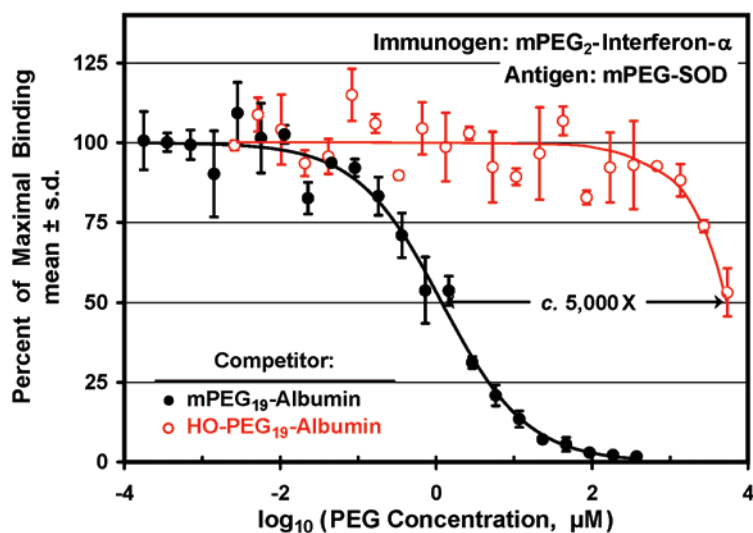 Immunogen: mPEG₂-Interferon-α
Antigen: mPEG-SOD
Percent of Maximal Binding
mean ± s.d.
125
100
75
50
25
0
c. 5,000 X
Competitor:
mPEG₁₉-Albumin
HO-PEG₁₉-Albumin
-4 -2 0 2 4
log₁₀ (PEG Concentration, µM)